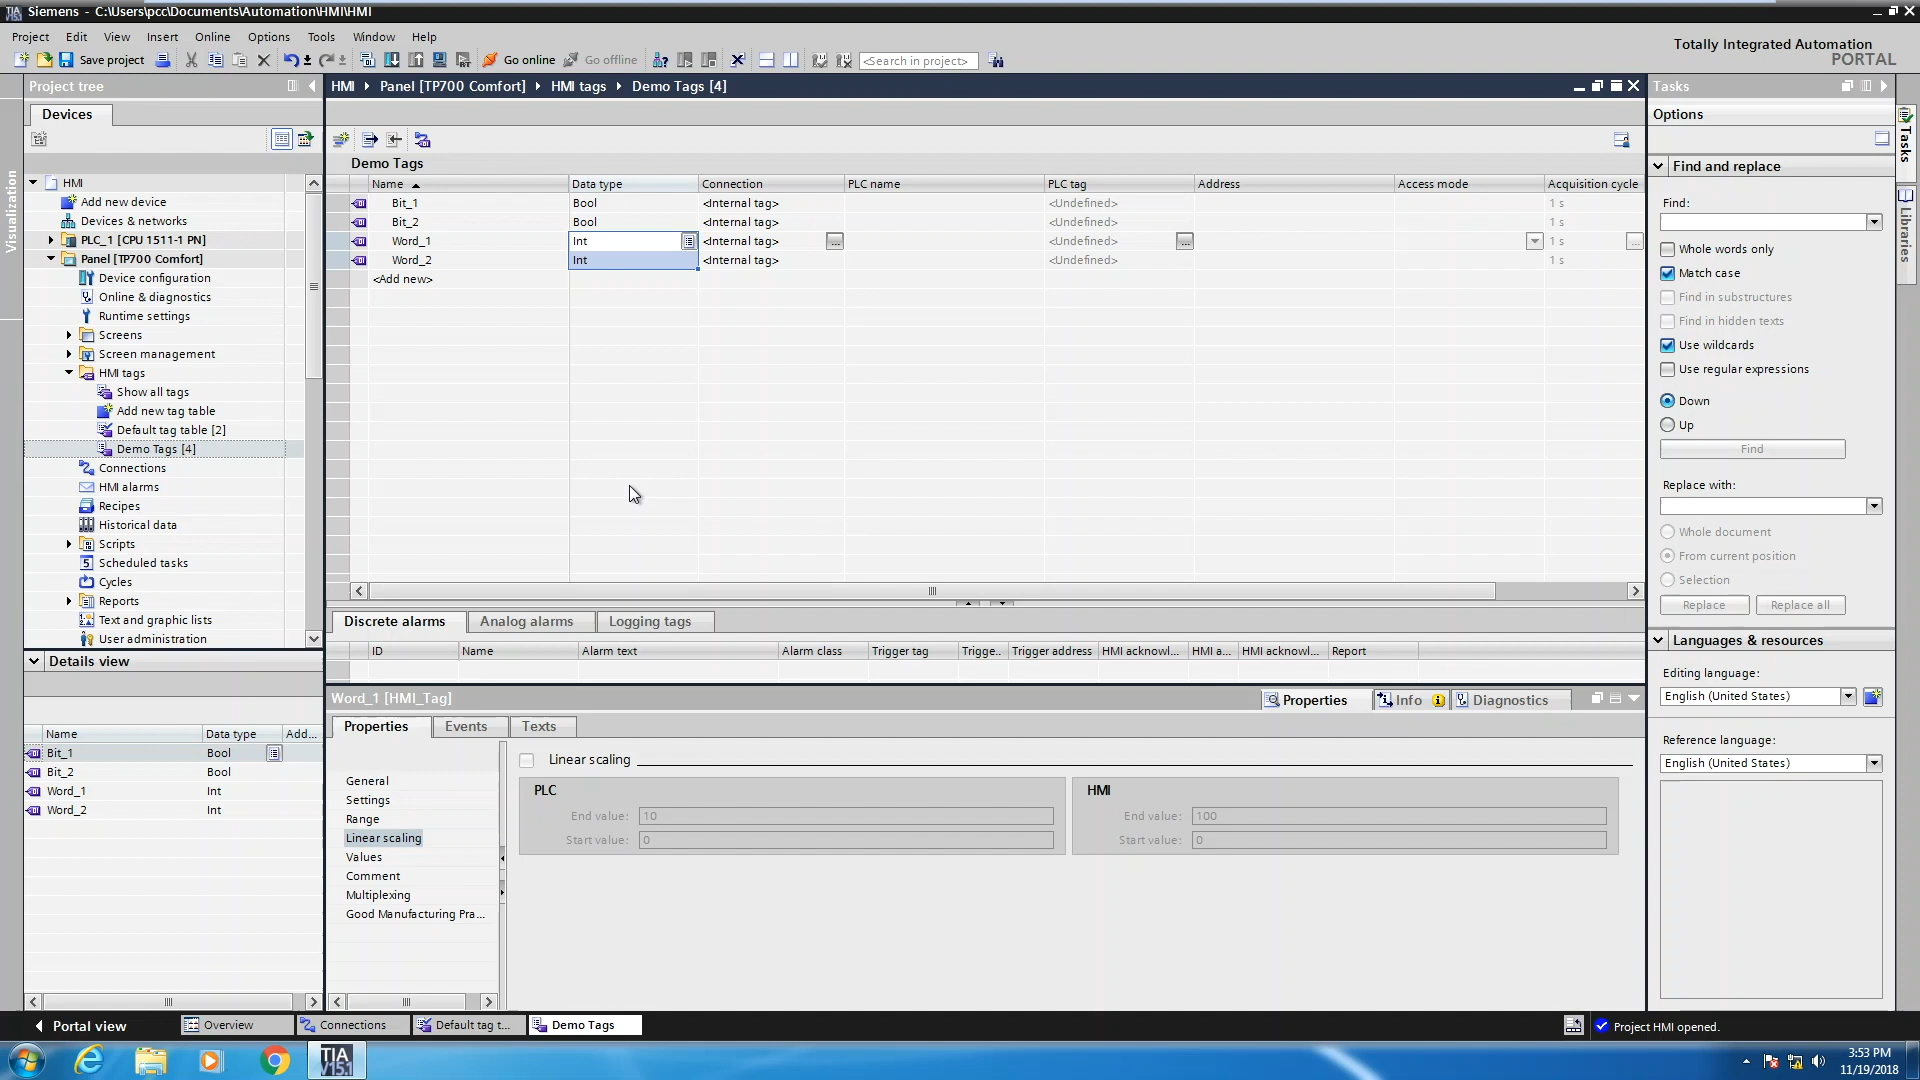 Siemens - C:\Users\pcc\Documents\Automation\HMI\HMI
Project Edit View Insert Online Options Tools Window Help
Totally Integrated Automation
PORTAL
Save project
Go online
Go offline
<Search in project>
Project tree
HMI Panel [TP700 Comfort] HMI tags Demo Tags [4]
Tasks
Devices
Options
Visualization
Tasks
Libraries
HMI
Add new device
Devices & networks
PLC_1 [CPU 1511-1 PN]
Panel [TP700 Comfort]
Device configuration
Online & diagnostics
Runtime settings
Screens
Screen management
HMI tags
Show all tags
Add new tag table
Default tag table [2]
Demo Tags [4]
Connections
HMI alarms
Recipes
Historical data
Scripts
Scheduled tasks
Cycles
Reports
Text and graphic lists
User administration
Details view
Name Data type Add...
Bit_1 Bool
Bit_2 Bool
Word_1 Int
Word_2 Int
Demo Tags
Name Data type Connection PLC name PLC tag Address Access mode Acquisition cycle
Bit_1 Bool <Internal tag> <Undefined> 1 s
Bit_2 Bool <Internal tag> <Undefined> 1 s
Word_1 Int <Internal tag> ... <Undefined> ... 1 s ...
Word_2 Int <Internal tag> <Undefined> 1 s
<Add new>
Discrete alarms Analog alarms Logging tags
ID Name Alarm text Alarm class Trigger tag Trigge.. Trigger address HMI acknowl... HMI a... HMI acknowl... Report
Word_1 [HMI_Tag]
Properties Info Diagnostics
Properties Events Texts
General
Settings
Range
Linear scaling
Values
Comment
Multiplexing
Good Manufacturing Pra...
Linear scaling
PLC
End value: 10
Start value: 0
HMI
End value: 100
Start value: 0
Find and replace
Find:
Whole words only
Match case
Find in substructures
Find in hidden texts
Use wildcards
Use regular expressions
Down
Up
Find
Replace with:
Whole document
From current position
Selection
Replace Replace all
Languages & resources
Editing language:
English (United States)
Reference language:
English (United States)
Portal view
Overview
Connections
Default tag t...
Demo Tags
Project HMI opened.
TIA
V15.1
3:53 PM
11/19/2018